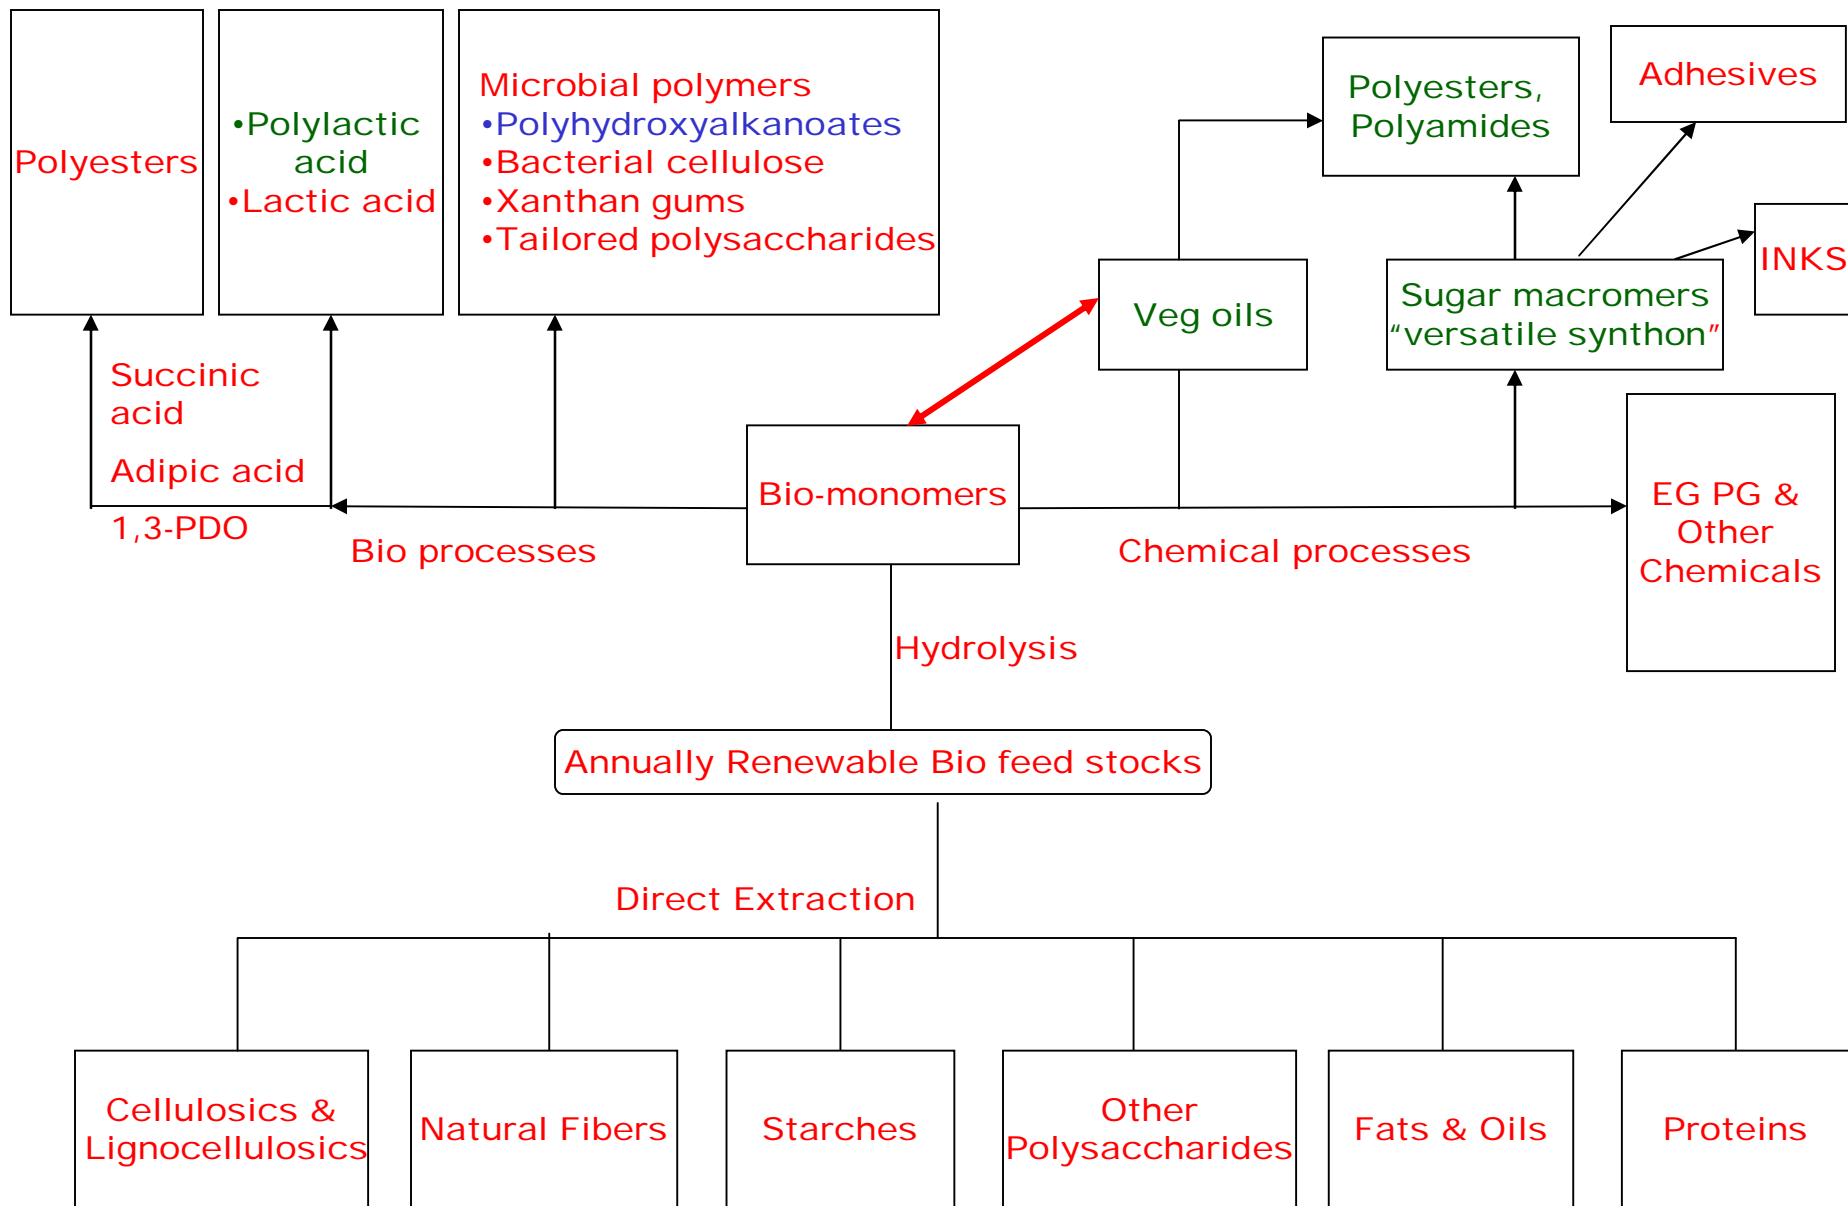 Polyesters
•Polylactic
acid
•Lactic acid
Microbial polymers
•Polyhydroxyalkanoates
•Bacterial cellulose
•Xanthan gums
•Tailored polysaccharides
Polyesters,
Polyamides
Adhesives
INKS
Veg oils
Sugar macromers
“versatile synthon”
Succinic
acid
Adipic acid
1,3-PDO
Bio processes
Bio-monomers
Chemical processes
EG PG &
Other
Chemicals
Hydrolysis
Annually Renewable Bio feed stocks
Direct Extraction
Cellulosics &
Lignocellulosics
Natural Fibers
Starches
Other
Polysaccharides
Fats & Oils
Proteins